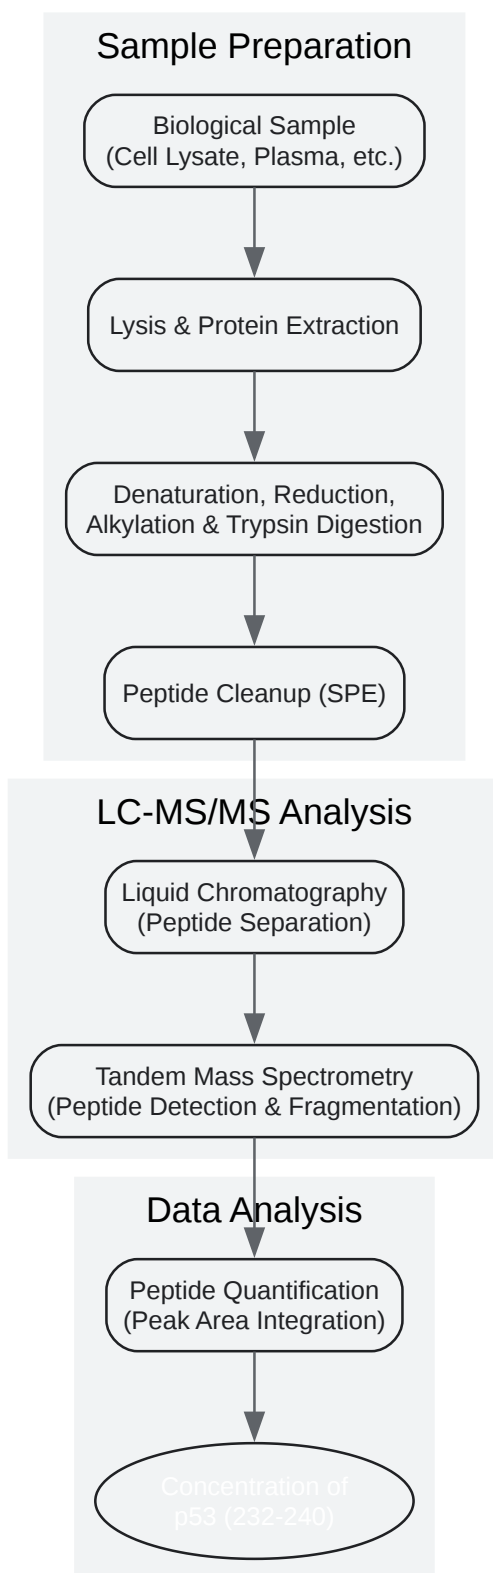 Sample Preparation
Biological Sample
(Cell Lysate, Plasma, etc.)
Lysis & Protein Extraction
Denaturation, Reduction,
Alkylation & Trypsin Digestion
Peptide Cleanup (SPE)
LC-MS/MS Analysis
Liquid Chromatography
(Peptide Separation)
Tandem Mass Spectrometry
(Peptide Detection & Fragmentation)
Data Analysis
Peptide Quantification
(Peak Area Integration)
Concentration of
p53 (232-240)